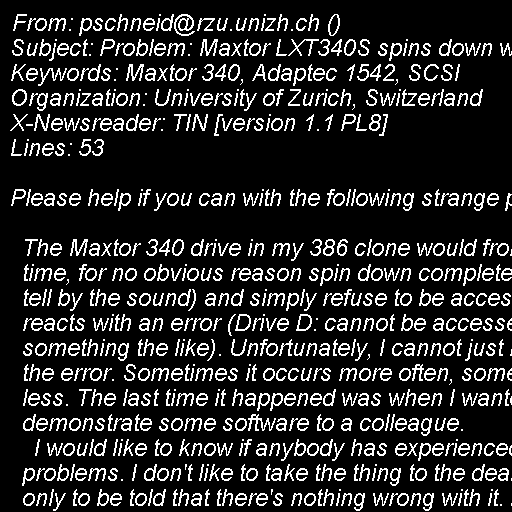 From: pschneid@rzu.unizh.ch ()
Subject: Problem: Maxtor LXT340S spins down w
Keywords: Maxtor 340, Adaptec 1542, SCSI
Organization: University of Zurich, Switzerland
X-Newsreader: TIN [version 1.1 PL8]
Lines: 53

Please help if you can with the following strange p

The Maxtor 340 drive in my 386 clone would fro
time, for no obvious reason spin down complete
tell by the sound) and simply refuse to be acces
reacts with an error (Drive D: cannot be accesse
something the like). Unfortunately, I cannot just
the error. Sometimes it occurs more often, some
less. The last time it happened was when I wante
demonstrate some software to a colleague.
I would like to know if anybody has experienced
problems. I don't like to take the thing to the dea
only to be told that there's nothing wrong with it.